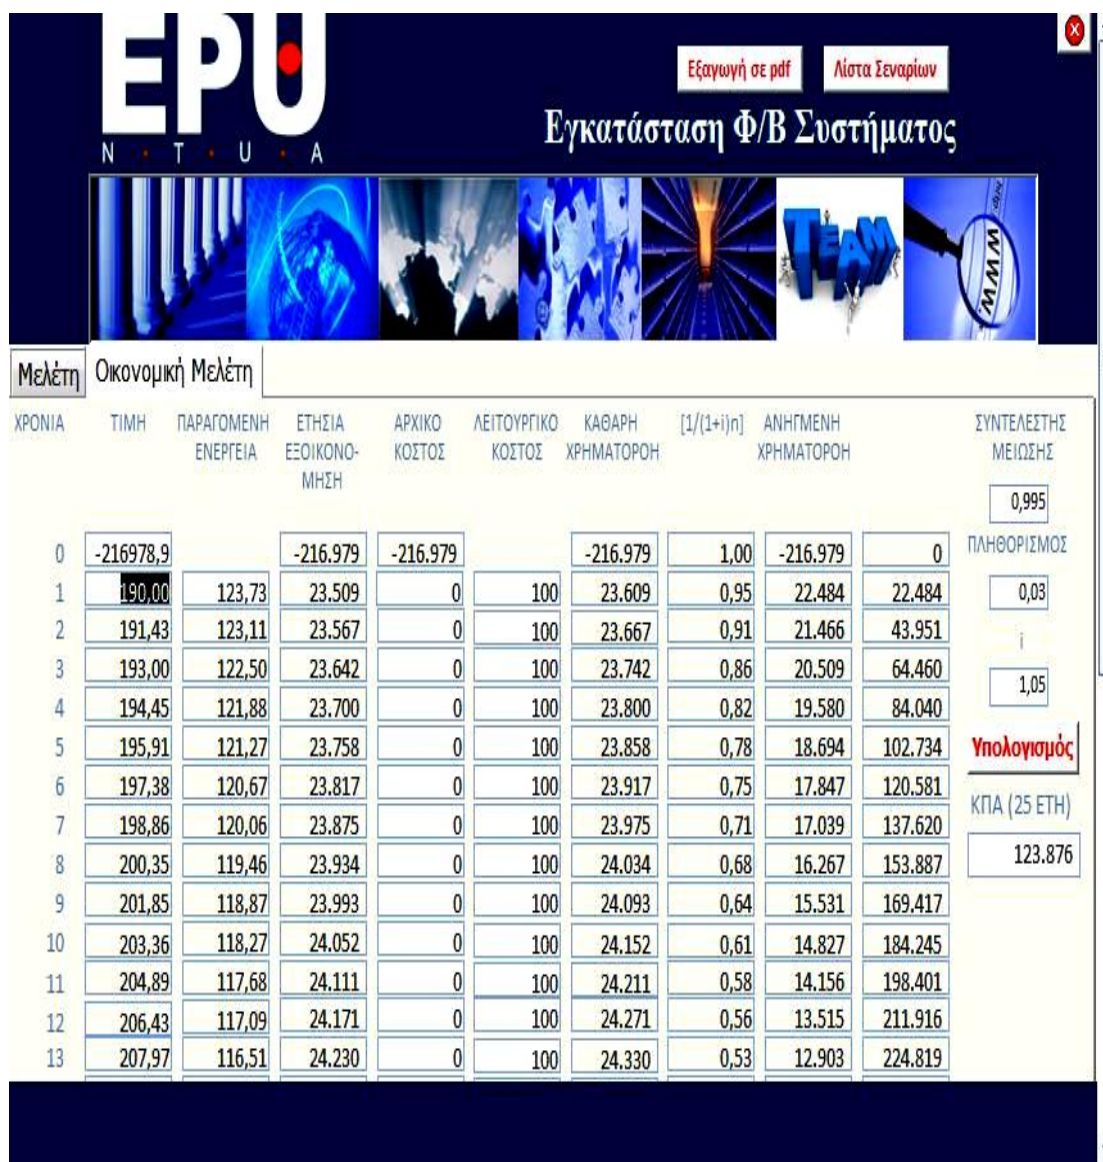 EPU
N · T · U · A
Εξαγωγή σε pdf Λίστα Σεναρίων
Εγκατάσταση Φ/Β Συστήματος
TEAM
www.
Μελέτη Οικονομική Μελέτη
ΧΡΟΝΙΑ ΤΙΜΗ ΠΑΡΑΓΟΜΕΝΗ ΕΤΗΣΙΑ ΑΡΧΙΚΟ ΛΕΙΤΟΥΡΓΙΚΟ ΚΑΘΑΡΗ [1/(1+i)n] ΑΝΗΓΜΕΝΗ ΣΥΝΤΕΛΕΣΤΗΣ
ΕΝΕΡΓΕΙΑ ΕΞΟΙΚΟΝΟ- ΚΟΣΤΟΣ ΚΟΣΤΟΣ ΧΡΗΜΑΤΟΡΟΗ ΧΡΗΜΑΤΟΡΟΗ ΜΕΙΩΣΗΣ
ΜΗΣΗ
0,995
0 -216978,9 -216.979 -216.979 -216.979 1,00 -216.979 0 ΠΛΗΘΟΡΙΣΜΟΣ
1 190,00 123,73 23.509 0 100 23.609 0,95 22.484 22.484 0,03
2 191,43 123,11 23.567 0 100 23.667 0,91 21.466 43.951
i
3 193,00 122,50 23.642 0 100 23.742 0,86 20.509 64.460
1,05
4 194,45 121,88 23.700 0 100 23.800 0,82 19.580 84.040
5 195,91 121,27 23.758 0 100 23.858 0,78 18.694 102.734 Υπολογισμός
6 197,38 120,67 23.817 0 100 23.917 0,75 17.847 120.581
ΚΠΑ (25 ΕΤΗ)
7 198,86 120,06 23.875 0 100 23.975 0,71 17.039 137.620
8 200,35 119,46 23.934 0 100 24.034 0,68 16.267 153.887 123.876
9 201,85 118,87 23.993 0 100 24.093 0,64 15.531 169.417
10 203,36 118,27 24.052 0 100 24.152 0,61 14.827 184.245
11 204,89 117,68 24.111 0 100 24.211 0,58 14.156 198.401
12 206,43 117,09 24.171 0 100 24.271 0,56 13.515 211.916
13 207,97 116,51 24.230 0 100 24.330 0,53 12.903 224.819